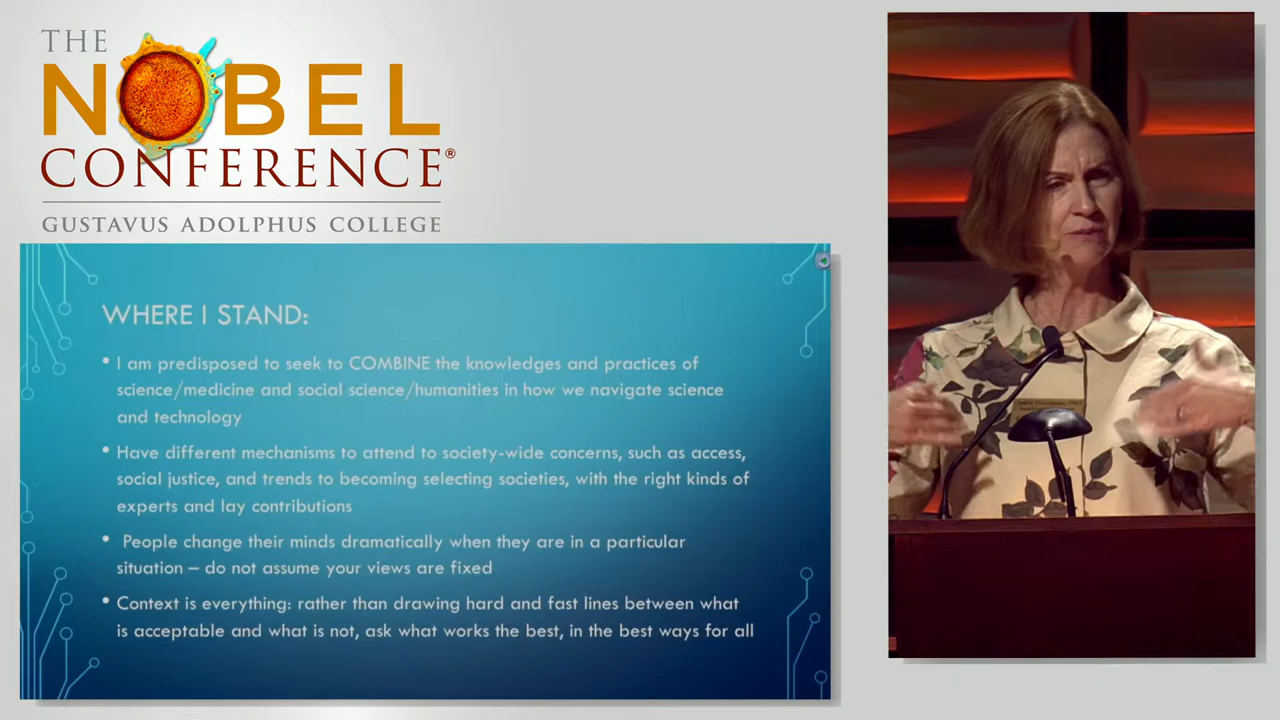 THE
NOBEL
CONFERENCE®
GUSTAVUS ADOLPHUS COLLEGE
WHERE I STAND:
• I am predisposed to seek to COMBINE the knowledges and practices of
science/medicine and social science/humanities in how we navigate science
and technology
• Have different mechanisms to attend to society-wide concerns, such as access,
social justice, and trends to becoming selecting societies, with the right kinds of
experts and lay contributions
• People change their minds dramatically when they are in a particular
situation – do not assume your views are fixed
• Context is everything: rather than drawing hard and fast lines between what
is acceptable and what is not, ask what works the best, in the best ways for all